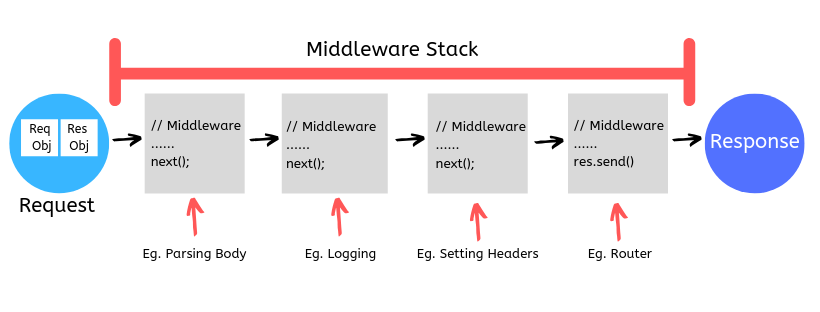 Middleware Stack
Req
Obj
Res
Obj
Request
// Middleware
......
next();
// Middleware
......
next();
// Middleware
......
next();
// Middleware
......
res.send()
Response
Eg. Parsing Body
Eg. Logging
Eg. Setting Headers
Eg. Router